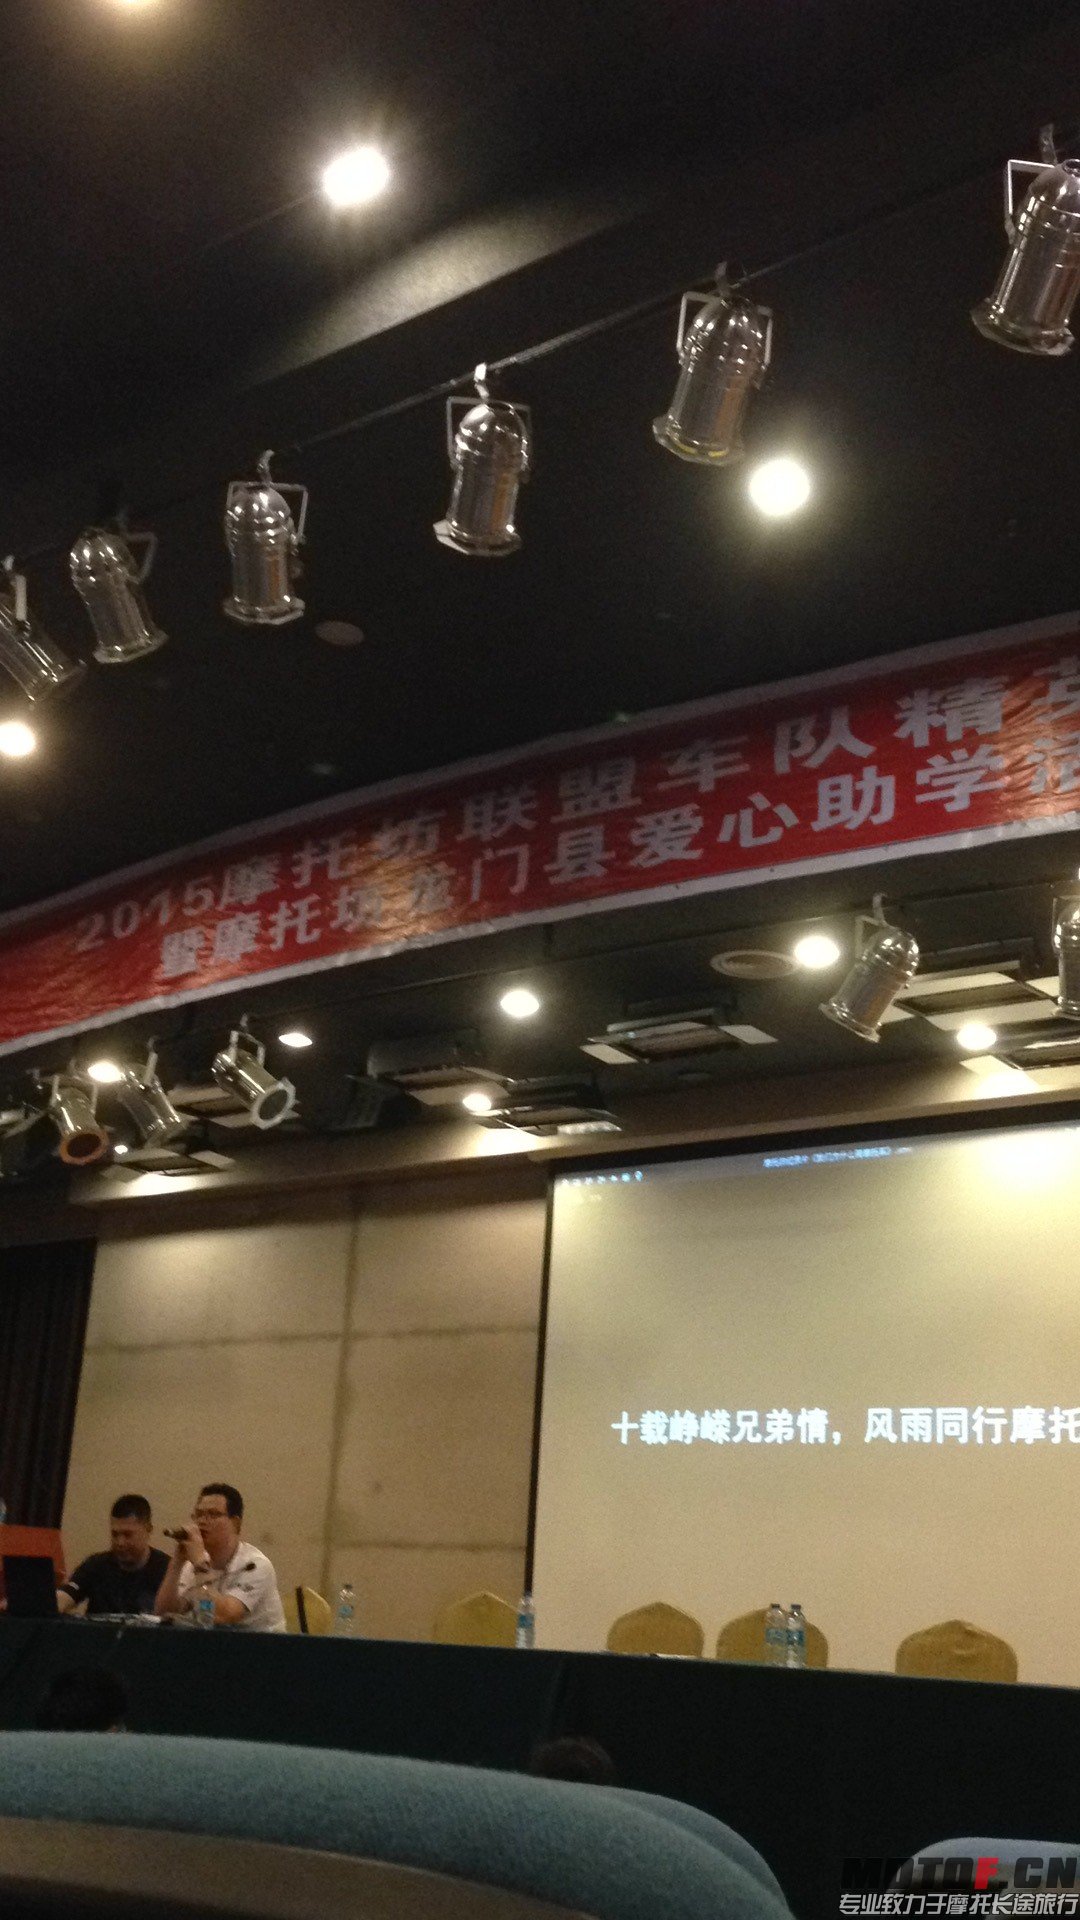 2015摩托坊联盟车队精英
暨摩托坊龙门县爱心助学活
十载峥嵘兄弟情，风雨同行摩托
MOTOF.CN
专业致力于摩托长途旅行